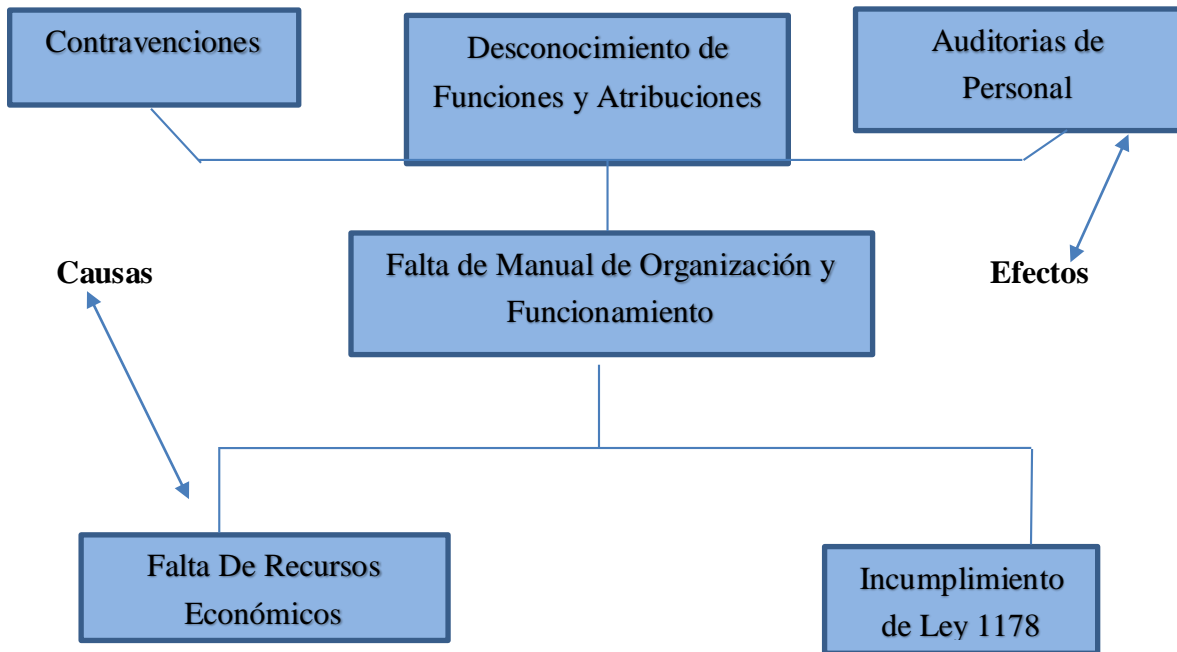 Contravenciones
Desconocimiento de
Funciones y Atribuciones
Auditorias de
Personal
Falta de Manual de Organización y
Funcionamiento
Causas
Efectos
Falta De Recursos
Económicos
Incumplimiento
de Ley 1178